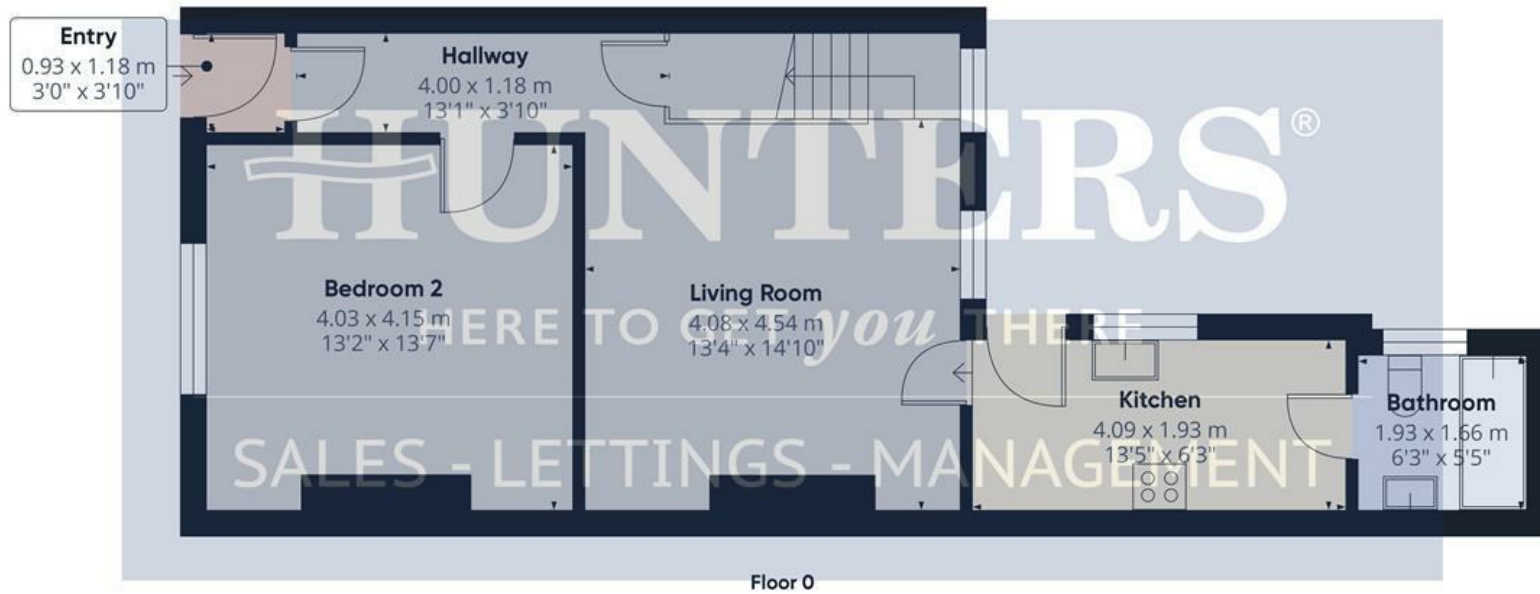 Entry
0.93 x 1.18 m
3'0" x 3'10"
Hallway
4.00 x 1.18 m
13'1" x 3'10"
HUNTERS®
Bedroom 2
4.03 x 4.15 m
13'2" x 13'7"
Living Room
4.08 x 4.54 m
13'4" x 14'10"
HERE TO GET you THERE
Kitchen
4.09 x 1.93 m
13'5" x 6'3"
Bathroom
1.93 x 1.66 m
6'3" x 5'5"
SALES - LETTINGS - MANAGEMENT
Floor 0